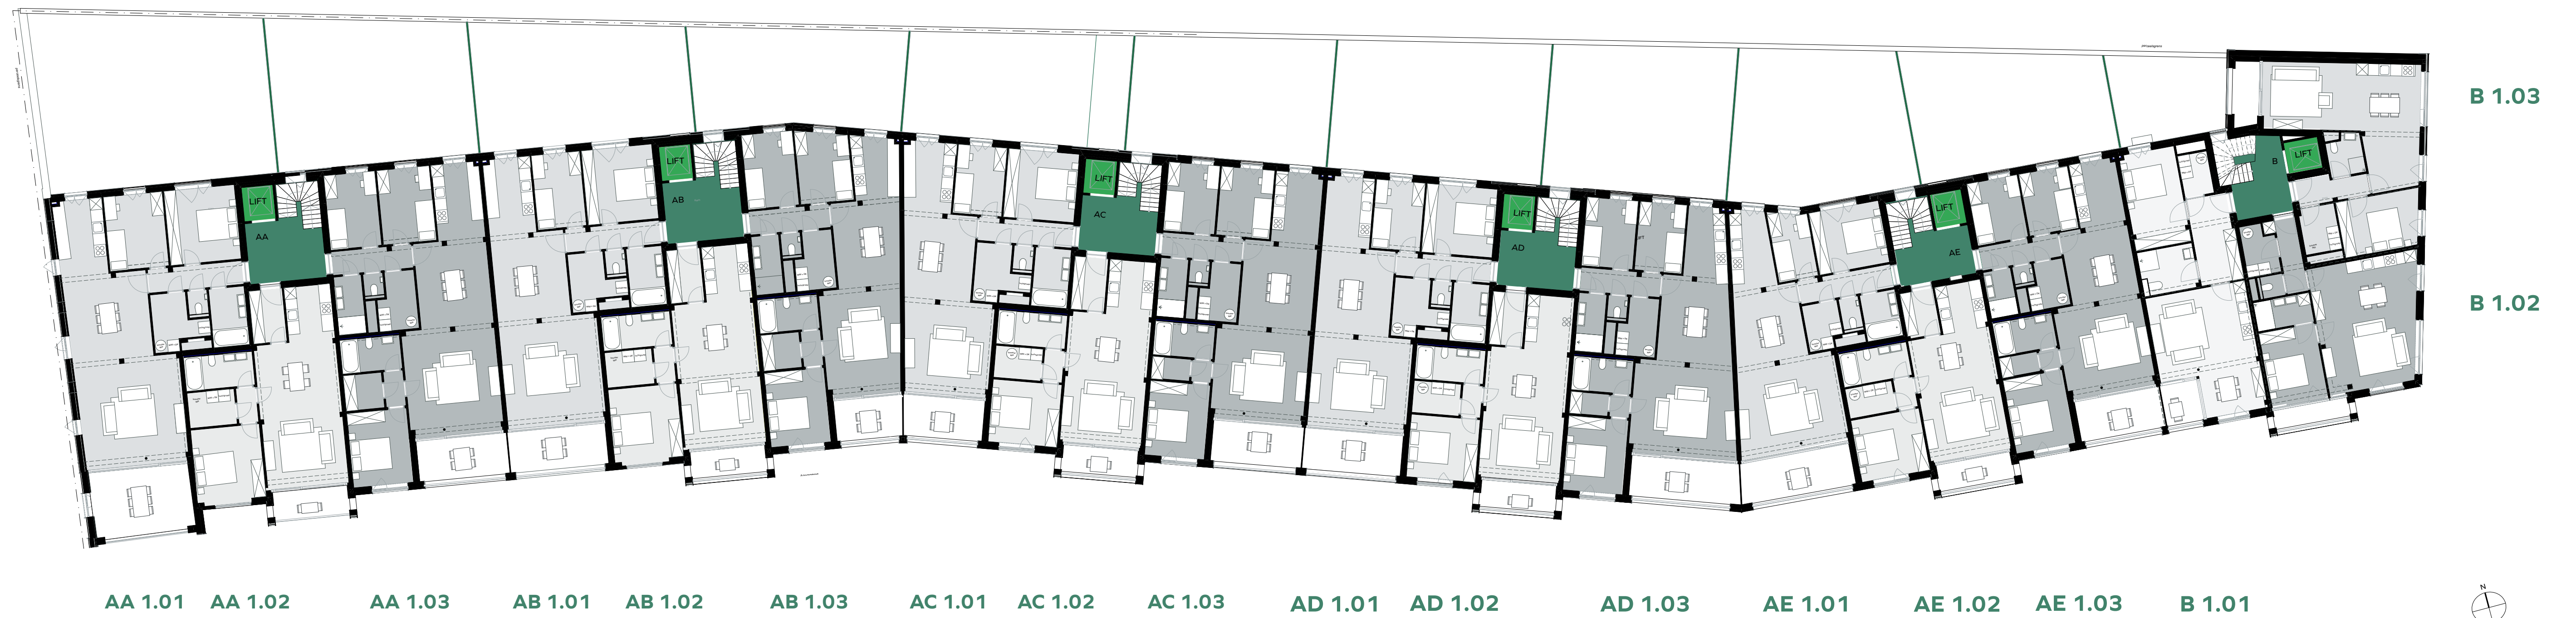 B 1.03
LIFT
B
LIFT
AB
LIFT
AC
LIFT
AA
LIFT
AD
LIFT
AE
B 1.02
AA 1.01
AA 1.02
AA 1.03
AB 1.01
AB 1.02
AB 1.03
AC 1.01
AC 1.02
AC 1.03
AD 1.01
AD 1.02
AD 1.03
AE 1.01
AE 1.02
AE 1.03
B 1.01
N